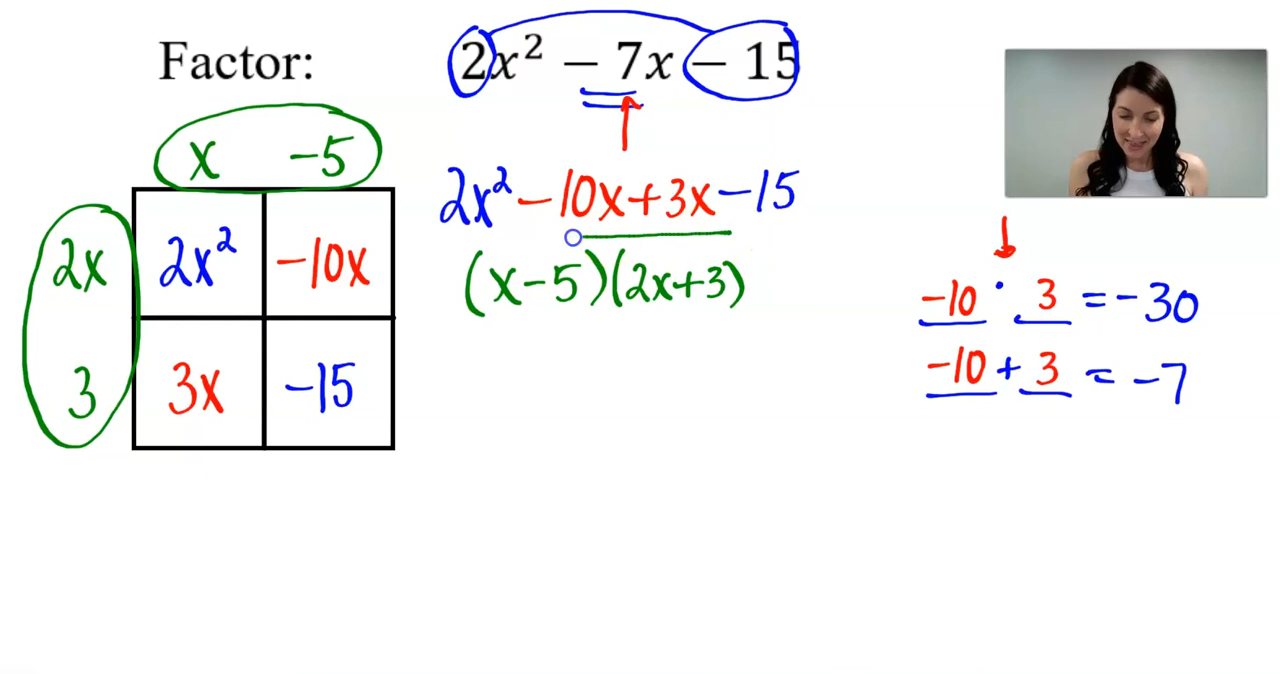 Factor: 2x² − 7x − 15
x −5
2x² −10x+3x−15
2x 2x² −10x
(x−5)(2x+3)
−10 · 3 = −30
3 3x −15
−10 + 3 = −7